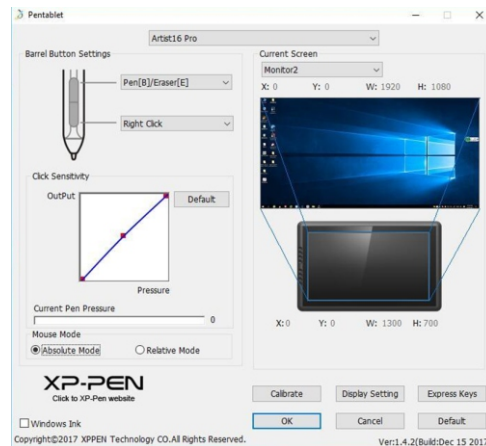 Pentablet
Artist16 Pro
Barrel Button Settings
Pen[B]/Eraser[E]
Right Click
Click Sensitivity
OutPut
Default
Pressure
Current Pen Pressure
0
Mouse Mode
Absolute Mode
Relative Mode
XP-PEN
Click to XP-Pen website
Windows Ink
Copyright©2017 XPPEN Technology CO.All Rights Reserved.
Current Screen
Monitor2
X: 0 Y: 0 W: 1920 H: 1080
X: 0 Y: 0 W: 1300 H: 700
Calibrate
Display Setting
Express Keys
OK
Cancel
Default
Ver:1.4.2(Build:Dec 15 2017